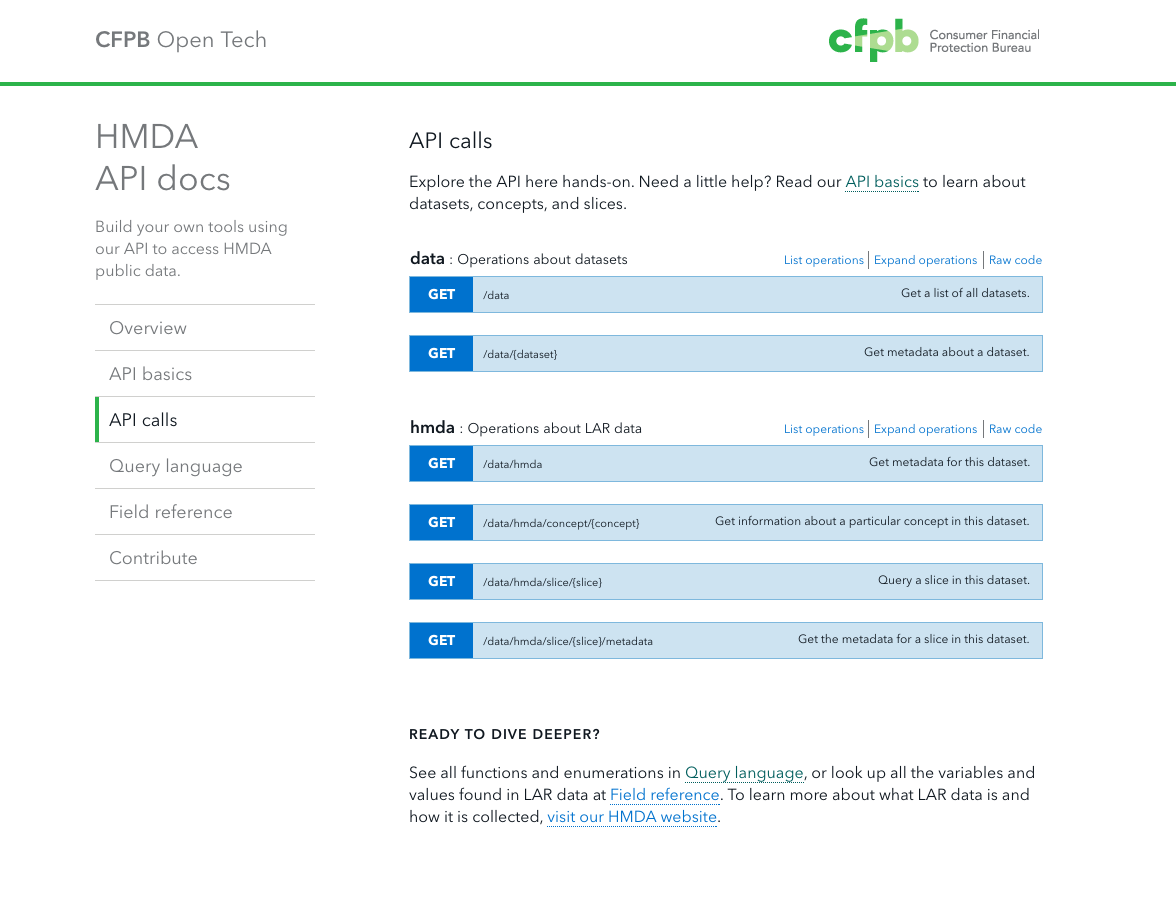 CFPB Open Tech
cfpb
Consumer Financial
Protection Bureau
HMDA
API docs
Build your own tools using
our API to access HMDA
public data.
Overview
API basics
API calls
Query language
Field reference
Contribute
API calls
Explore the API here hands-on. Need a little help? Read our API basics to learn about
datasets, concepts, and slices.
data : Operations about datasets List operations Expand operations Raw code
GET /data Get a list of all datasets.
GET /data/{dataset} Get metadata about a dataset.
hmda : Operations about LAR data List operations Expand operations Raw code
GET /data/hmda Get metadata for this dataset.
GET /data/hmda/concept/{concept} Get information about a particular concept in this dataset.
GET /data/hmda/slice/{slice} Query a slice in this dataset.
GET /data/hmda/slice/{slice}/metadata Get the metadata for a slice in this dataset.
READY TO DIVE DEEPER?
See all functions and enumerations in Query language, or look up all the variables and
values found in LAR data at Field reference. To learn more about what LAR data is and
how it is collected, visit our HMDA website.